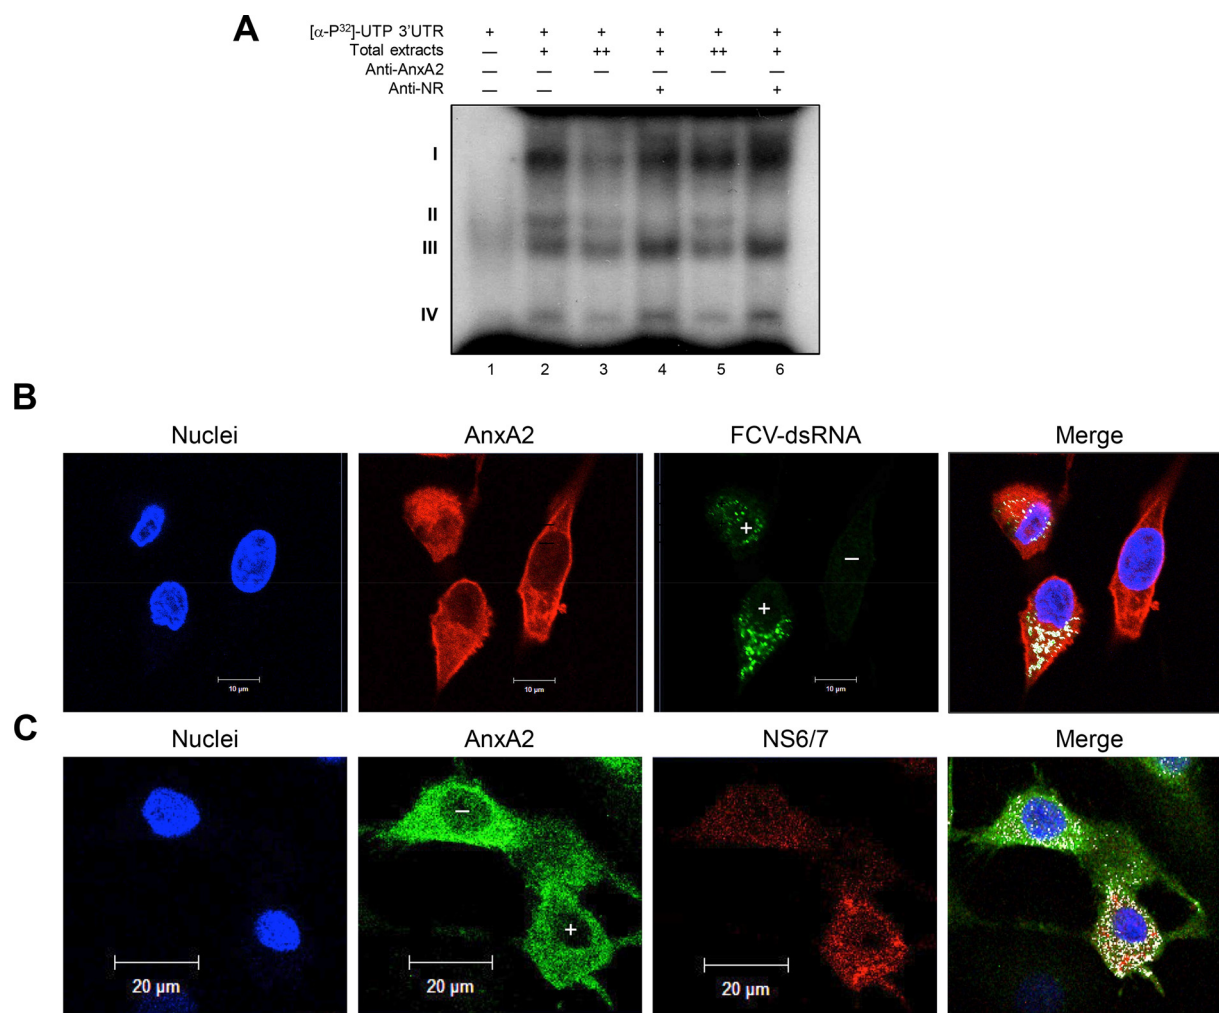 A
[α-P³²]-UTP 3'UTR + + + + + +
Total extracts — + ++ + ++ +
Anti-AnxA2 — — — — — —
Anti-NR — — + +
I
II
III
IV
1 2 3 4 5 6
B
Nuclei AnxA2 FCV-dsRNA Merge
+
—
+
10 µm 10 µm 10 µm
C
Nuclei AnxA2 NS6/7 Merge
—
+
20 µm 20 µm 20 µm